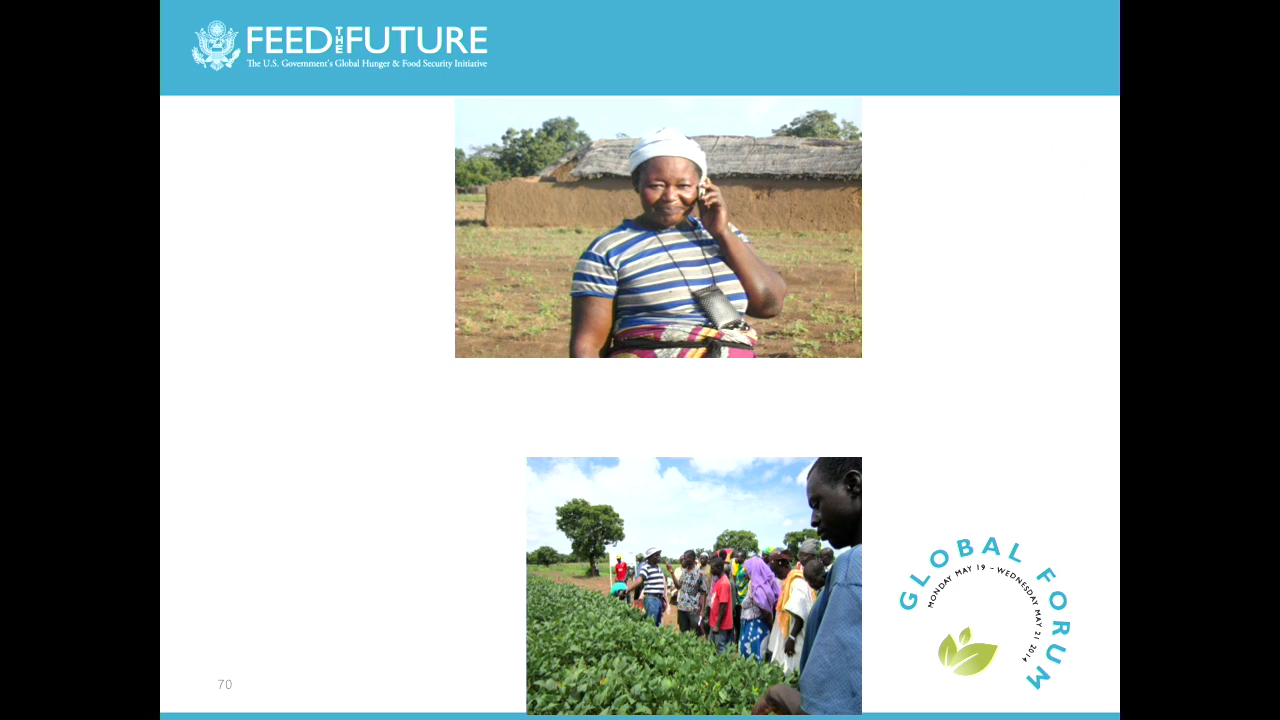 FEED THE FUTURE
The U.S. Government's Global Hunger & Food Security Initiative
GLOBAL FORUM
MONDAY MAY 19 – WEDNESDAY MAY 21 2014
70